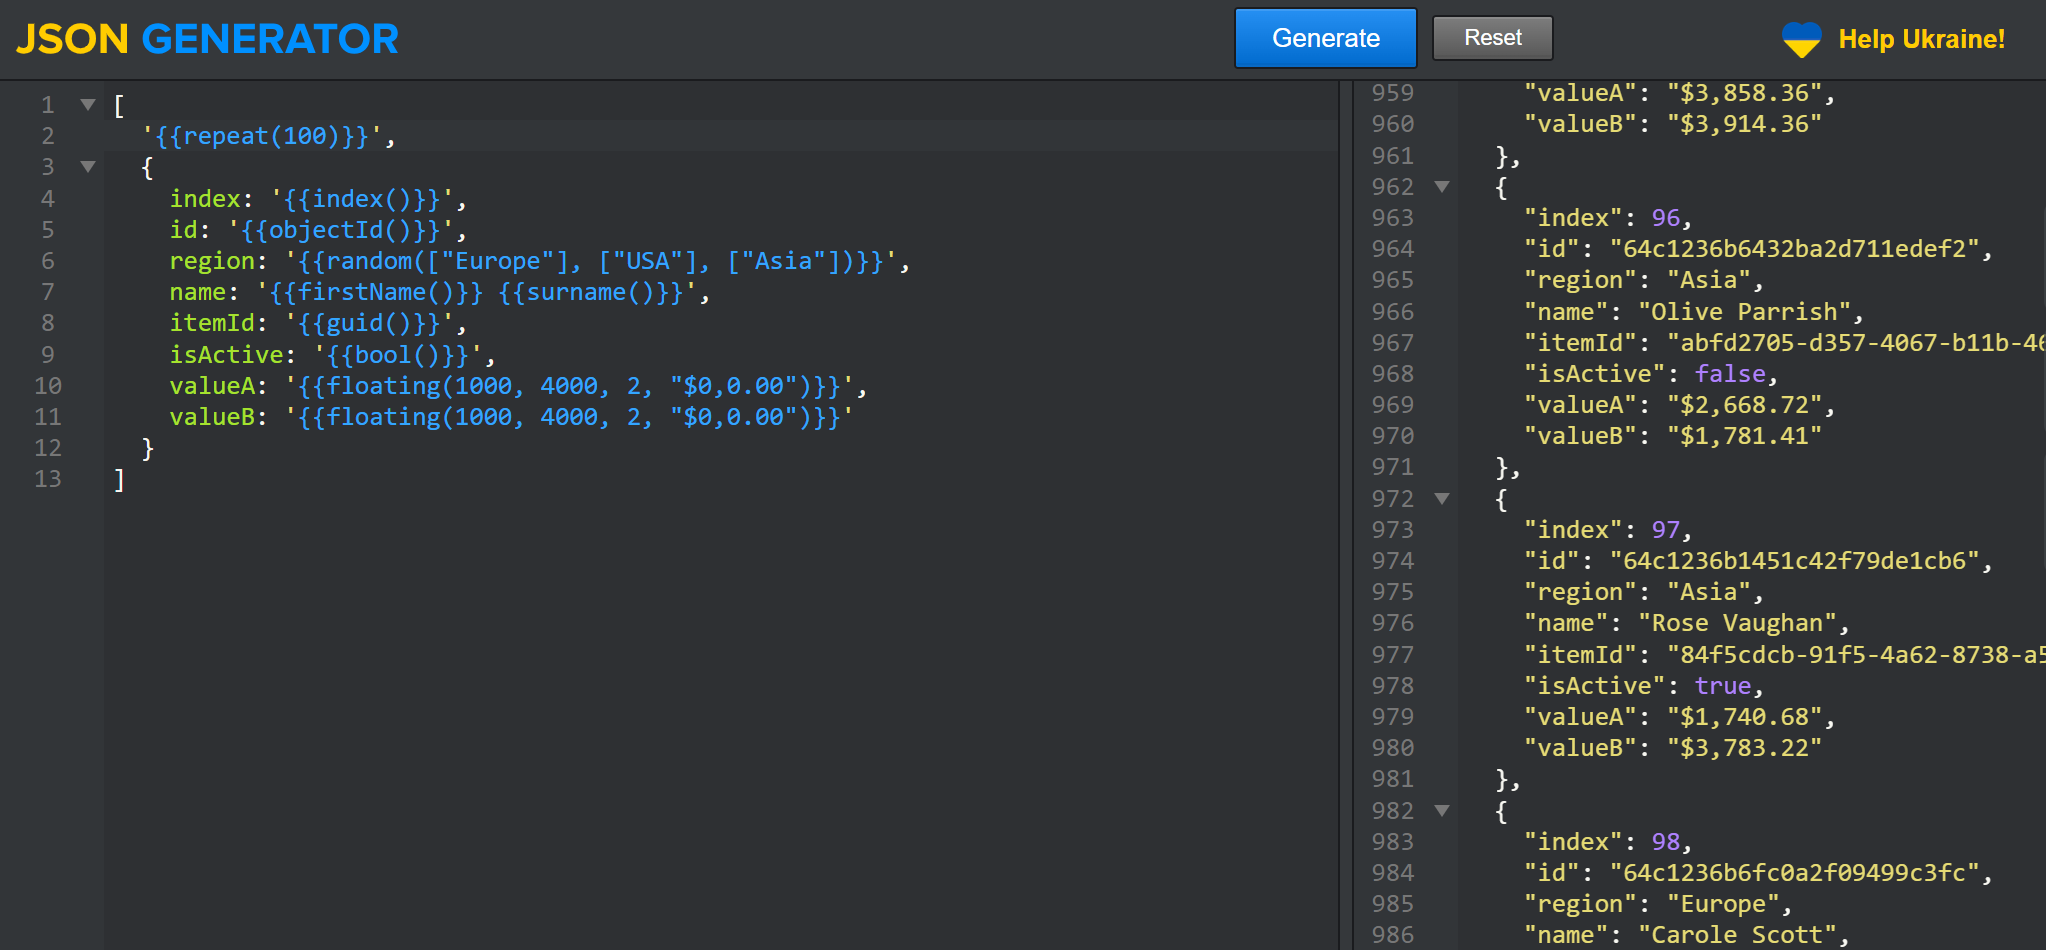 JSON GENERATOR
Generate
Reset
Help Ukraine!
1 [
2 '{{repeat(100)}}',
3 {
4 index: '{{index()}}',
5 id: '{{objectId()}}',
6 region: '{{random(["Europe"], ["USA"], ["Asia"])}}',
7 name: '{{firstName()}} {{surname()}}',
8 itemId: '{{guid()}}',
9 isActive: '{{bool()}}',
10 valueA: '{{floating(1000, 4000, 2, "$0,0.00")}}',
11 valueB: '{{floating(1000, 4000, 2, "$0,0.00")}}'
12 }
13 ]
959 "valueA": "$3,858.36",
960 "valueB": "$3,914.36"
961 },
962 {
963 "index": 96,
964 "id": "64c1236b6432ba2d711edef2",
965 "region": "Asia",
966 "name": "Olive Parrish",
967 "itemId": "abfd2705-d357-4067-b11b-46
968 "isActive": false,
969 "valueA": "$2,668.72",
970 "valueB": "$1,781.41"
971 },
972 {
973 "index": 97,
974 "id": "64c1236b1451c42f79de1cb6",
975 "region": "Asia",
976 "name": "Rose Vaughan",
977 "itemId": "84f5cdcb-91f5-4a62-8738-a5
978 "isActive": true,
979 "valueA": "$1,740.68",
980 "valueB": "$3,783.22"
981 },
982 {
983 "index": 98,
984 "id": "64c1236b6fc0a2f09499c3fc",
985 "region": "Europe",
986 "name": "Carole Scott",